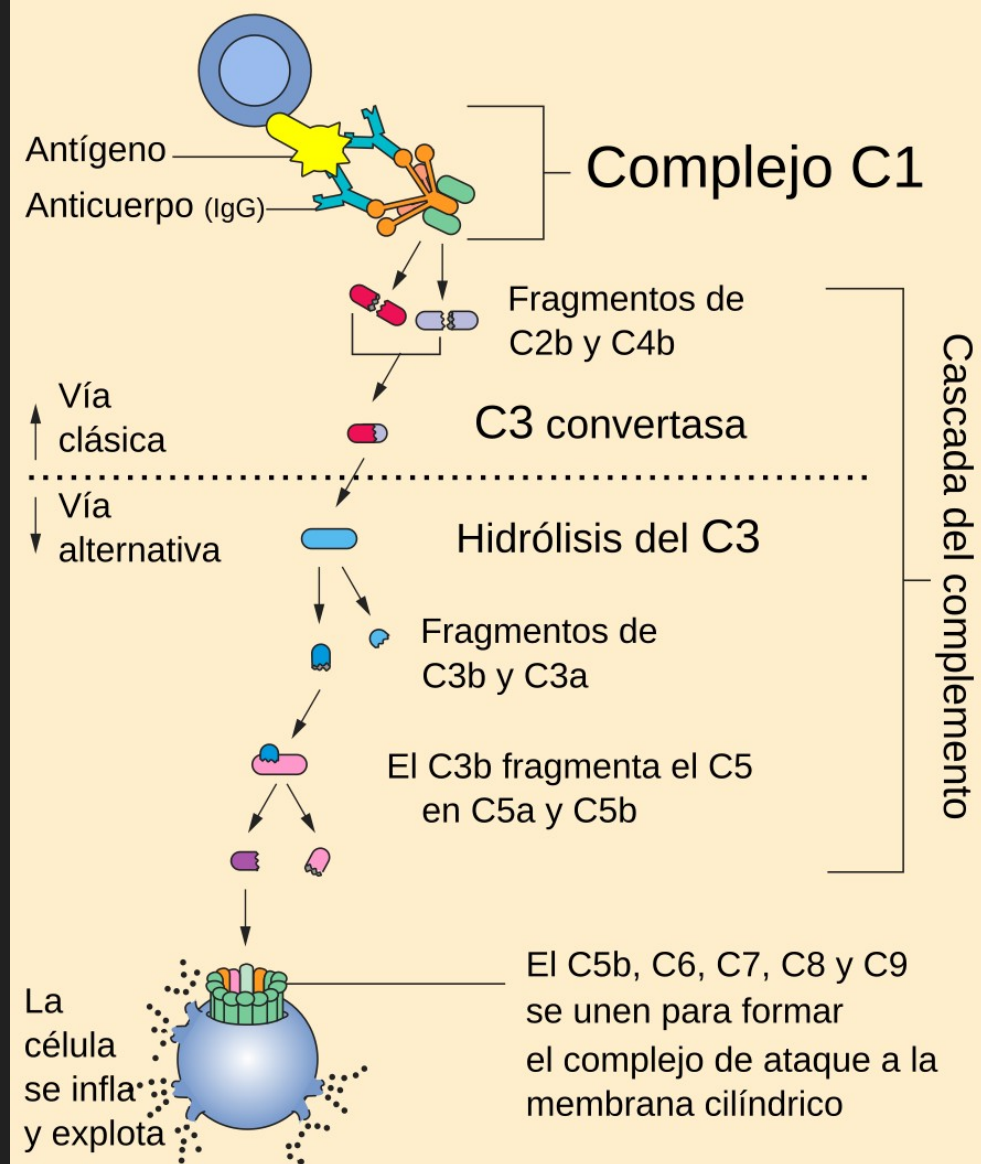 Antígeno
Anticuerpo (IgG)
Complejo C1
Fragmentos de
C2b y C4b
Vía
clásica
C3 convertasa
Vía
alternativa
Hidrólisis del C3
Fragmentos de
C3b y C3a
El C3b fragmenta el C5
en C5a y C5b
Cascada del complemento
El C5b, C6, C7, C8 y C9
se unen para formar
el complejo de ataque a la
membrana cilíndrico
La
célula
se infla
y explota